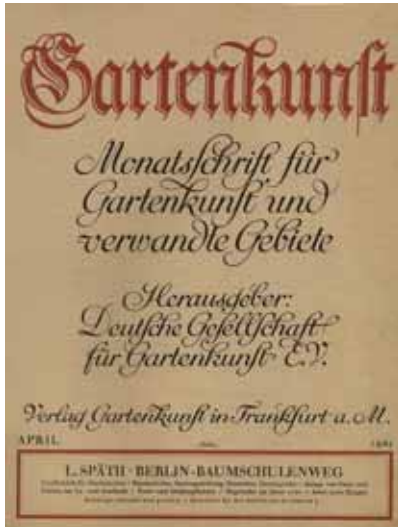 Gartenkunst
Monatsschrift für
Gartenkunst und
verwandte Gebiete
Herausgeber:
Deutsche Gesellschaft
für Gartenkunst E.V.
Verlag Gartenkunst in Frankfurt a. M.
APRIL
L. SPÄTH · BERLIN-BAUMSCHULENWEG